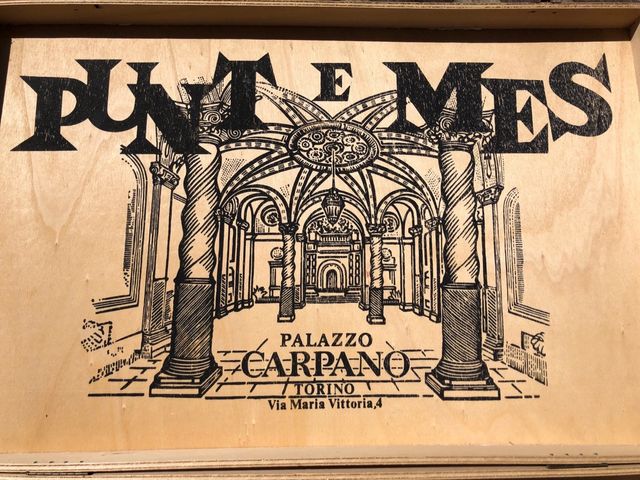 PUNT E MES
PALAZZO
CARPANO
TORINO
Via Maria Vittoria,4